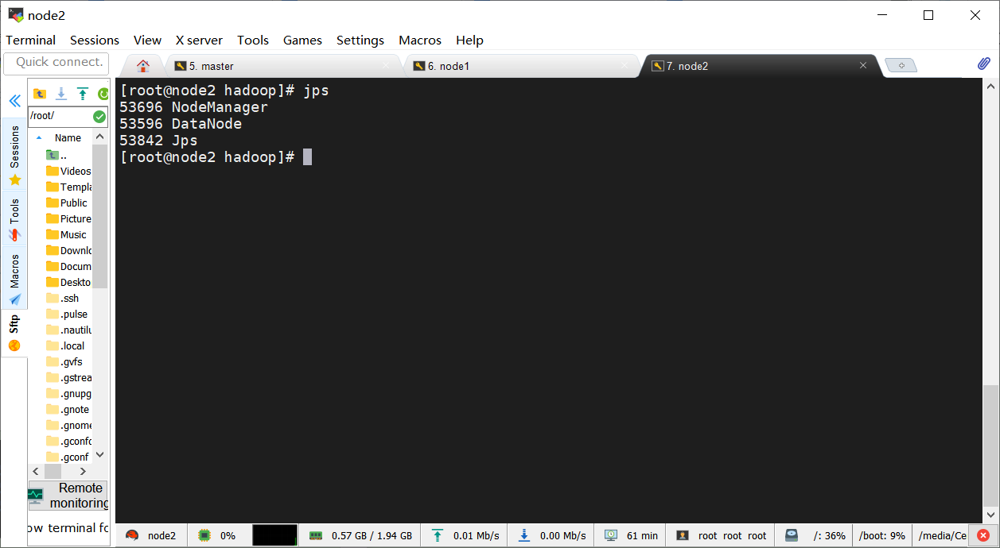 node2
Terminal Sessions View X server Tools Games Settings Macros Help
Quick connect.
5. master
6. node1
7. node2
/root/
Sessions
Tools
Macros
Sftp
Name
..
Videos
Templa
Public
Picture
Music
Downlo
Docum
Deskto
.ssh
.pulse
.nautilu
.local
.gvfs
.gstrea
.gnupg
.gnote
.gnome
.gconfd
.gconf
Remote
monitoring
ow terminal fo
[root@node2 hadoop]# jps
53696 NodeManager
53596 DataNode
53842 Jps
[root@node2 hadoop]#
node2 0% 0.57 GB / 1.94 GB 0.01 Mb/s 0.00 Mb/s 61 min root root root /: 36% /boot: 9% /media/Ce